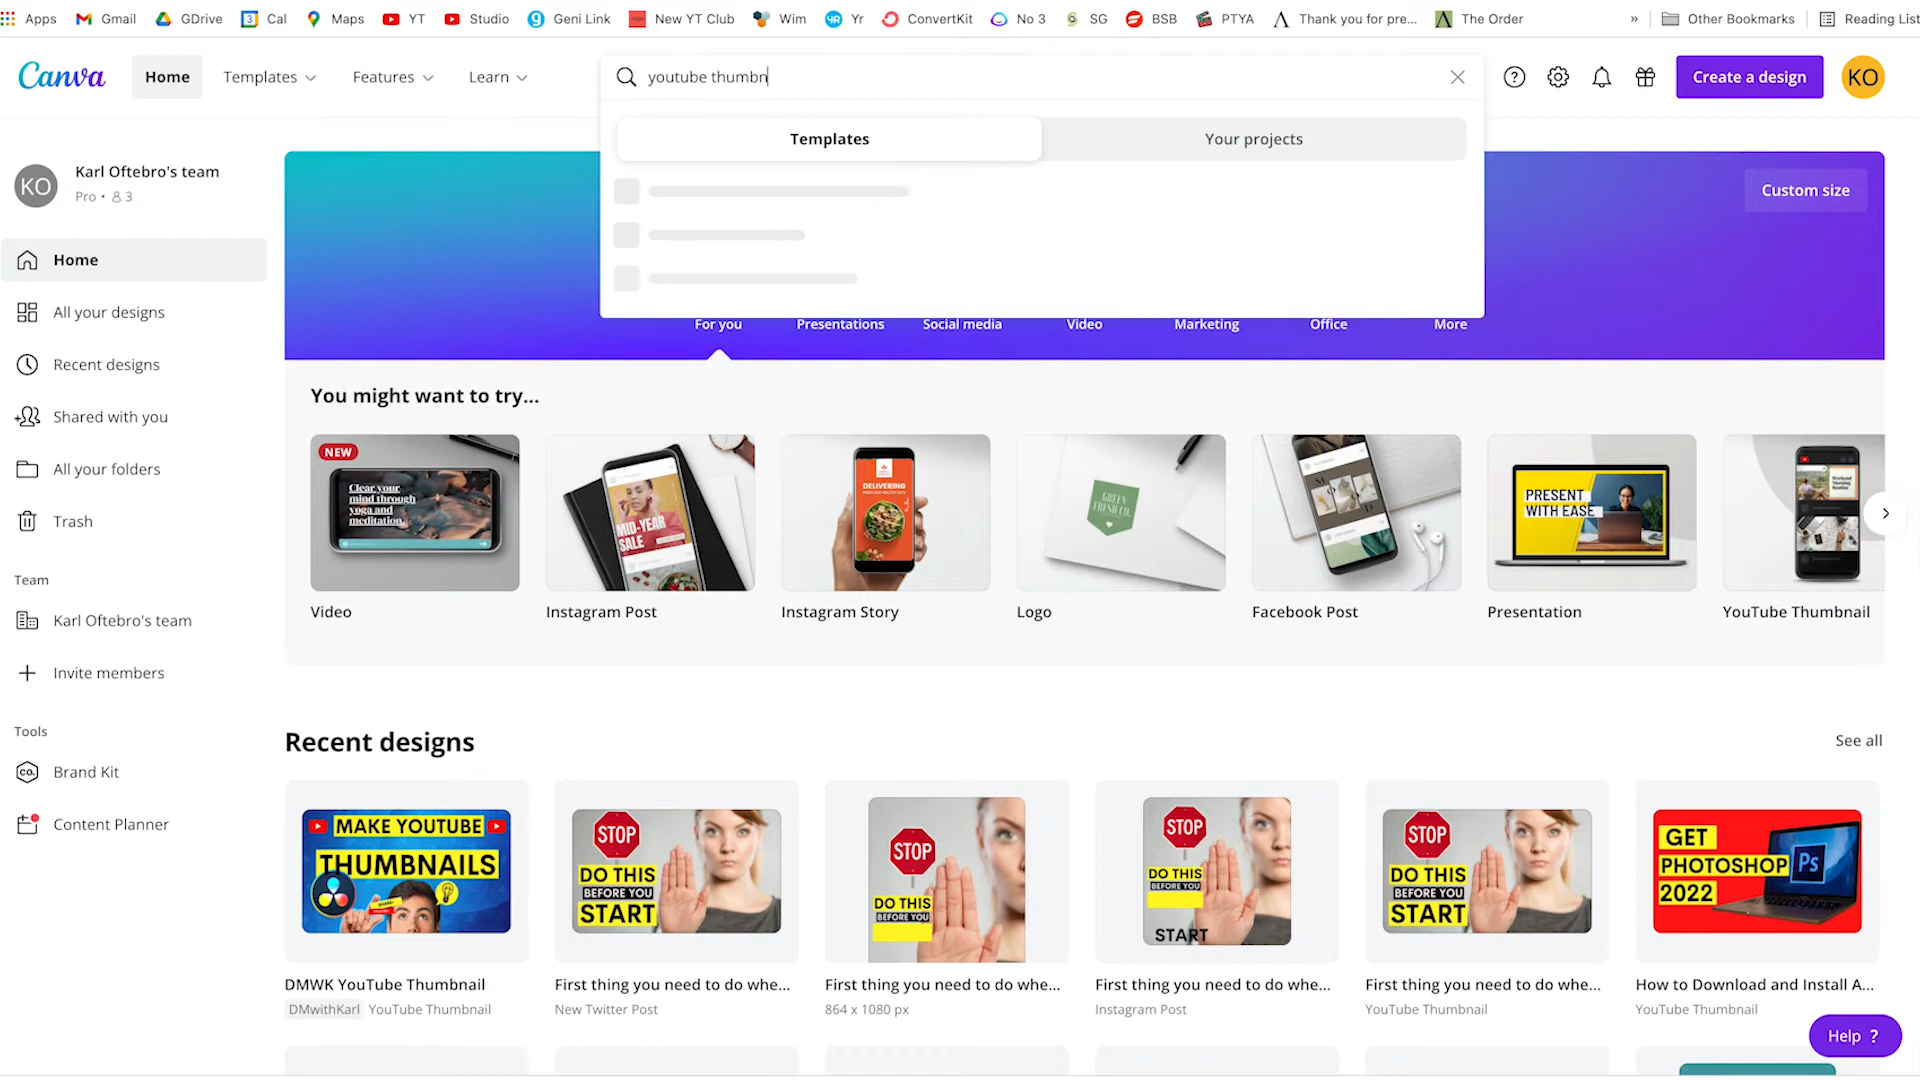 Apps Gmail GDrive Cal Maps YT Studio Geni Link New YT Club Wim Yr ConvertKit No 3 SG BSB PTYA Thank you for pre... The Order » Other Bookmarks Reading List
Canva Home Templates Features Learn youtube thumbn Create a design KO
Templates Your projects
KO Karl Oftebro's team
Pro • 3
Custom size
Home
All your designs
Recent designs
Shared with you
All your folders
Trash
Team
Karl Oftebro's team
Invite members
Tools
Brand Kit
Content Planner
For you Presentations Social media Video Marketing Office More
You might want to try...
NEW
Clear your
mind through
yoga and
meditation.
MID-YEAR
SALE
DELIVERING
GREEN
FRESH CO.
PRESENT
WITH EASE
Video Instagram Post Instagram Story Logo Facebook Post Presentation YouTube Thumbnail
Recent designs See all
MAKE YOUTUBE
THUMBNAILS
STOP
DO THIS
BEFORE YOU
START
STOP
DO THIS
BEFORE YOU
STOP
DO THIS
BEFORE YOU
START
STOP
DO THIS
BEFORE YOU
START
GET
PHOTOSHOP
2022
Ps
DMWK YouTube Thumbnail First thing you need to do whe... First thing you need to do whe... First thing you need to do whe... First thing you need to do whe... How to Download and Install A...
DMwithKarl YouTube Thumbnail New Twitter Post 864 x 1080 px Instagram Post YouTube Thumbnail YouTube Thumbnail
Help ?